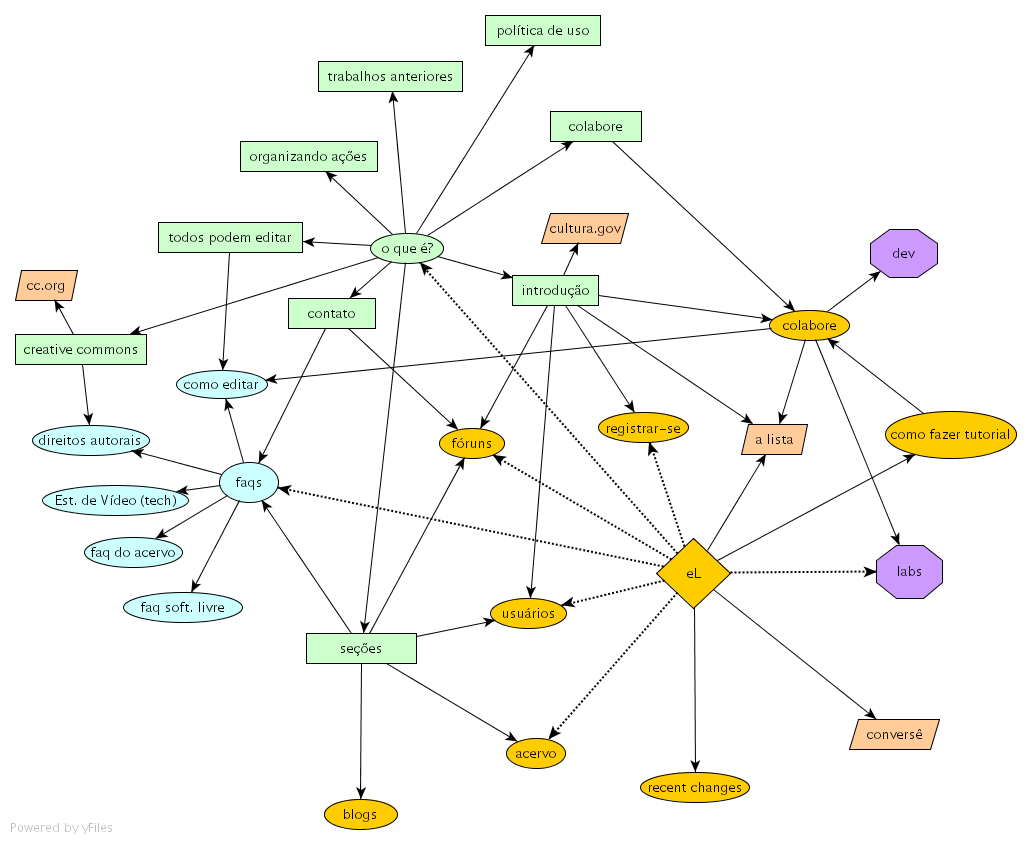 política de uso
trabalhos anteriores
colabore
organizando ações
todos podem editar
o que é?
cultura.gov
dev
cc.org
introdução
contato
colabore
creative commons
como editar
direitos autorais
fóruns
registrar-se
a lista
como fazer tutorial
faqs
Est. de Vídeo (tech)
faq do acervo
eL
labs
faq soft. livre
usuários
seções
conversê
acervo
recent changes
blogs
Powered by yFiles